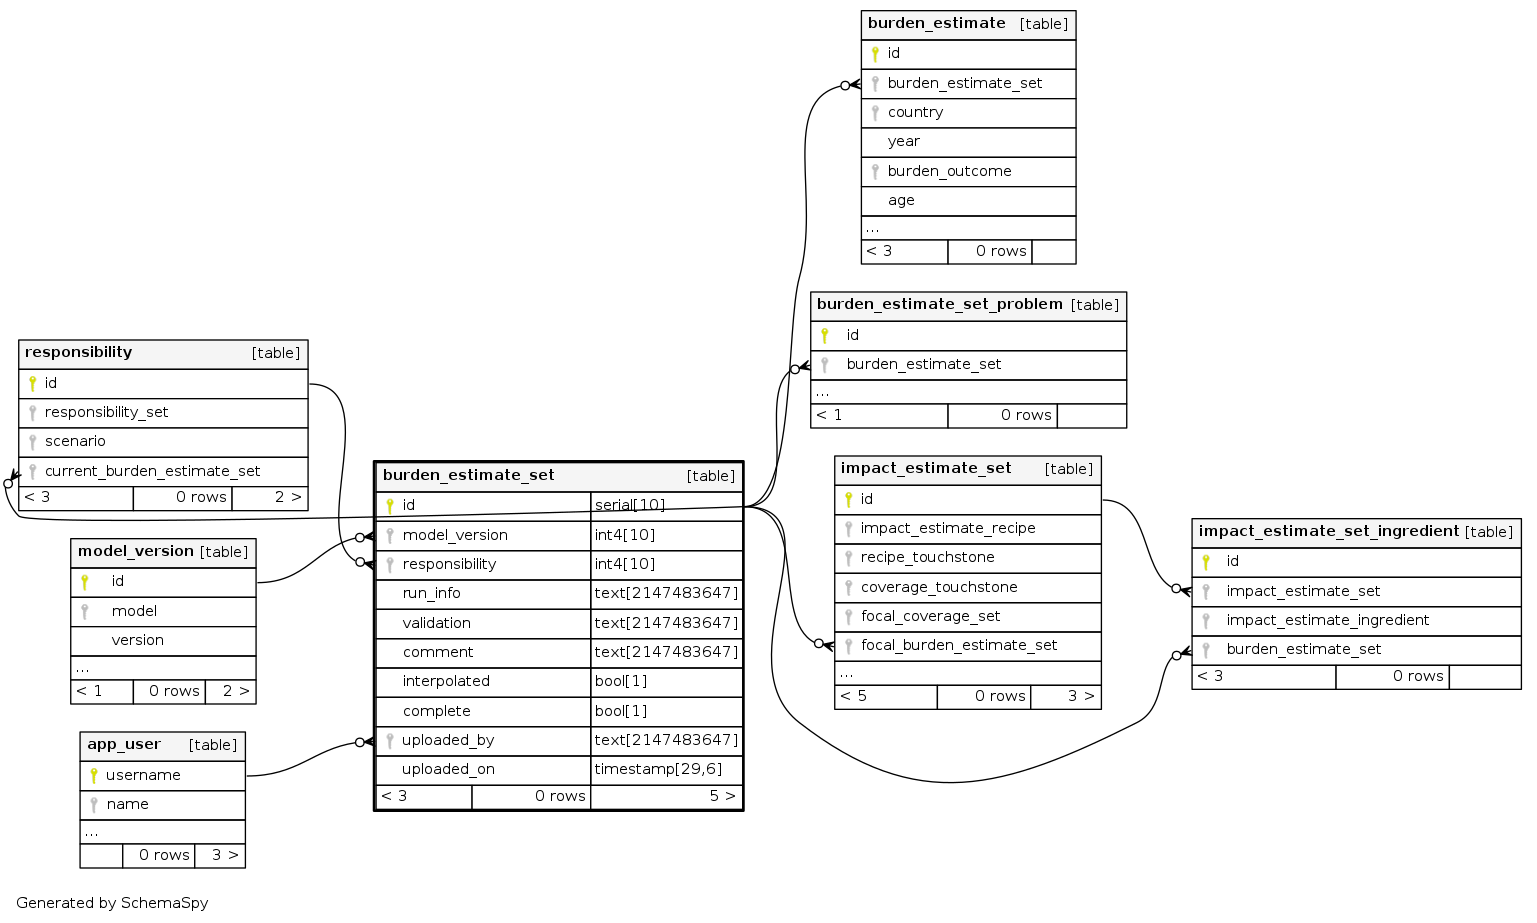 burden_estimate [table]
id
burden_estimate_set
country
year
burden_outcome
age
...
< 3 0 rows
burden_estimate_set_problem [table]
id
burden_estimate_set
...
< 1 0 rows
responsibility [table]
id
responsibility_set
scenario
current_burden_estimate_set
< 3 0 rows 2 >
model_version [table]
id
model
version
...
< 1 0 rows 2 >
app_user [table]
username
name
...
0 rows 3 >
burden_estimate_set [table]
id serial[10]
model_version int4[10]
responsibility int4[10]
run_info text[2147483647]
validation text[2147483647]
comment text[2147483647]
interpolated bool[1]
complete bool[1]
uploaded_by text[2147483647]
uploaded_on timestamp[29,6]
< 3 0 rows 5 >
impact_estimate_set [table]
id
impact_estimate_recipe
recipe_touchstone
coverage_touchstone
focal_coverage_set
focal_burden_estimate_set
...
< 5 0 rows 3 >
impact_estimate_set_ingredient [table]
id
impact_estimate_set
impact_estimate_ingredient
burden_estimate_set
< 3 0 rows
Generated by SchemaSpy